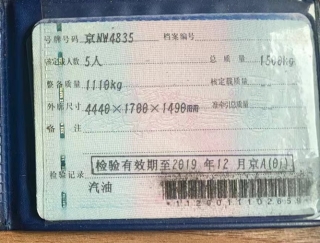 号牌号码 京NW4835 档案编号
核定载人数 5人 总质量 1500kg
整备质量 1110kg 核定载质量
外廓尺寸 4440×1700×1490mm 准牵引总质量
备注
检验有效期至2019年12月京A(01)
检验记录
汽油